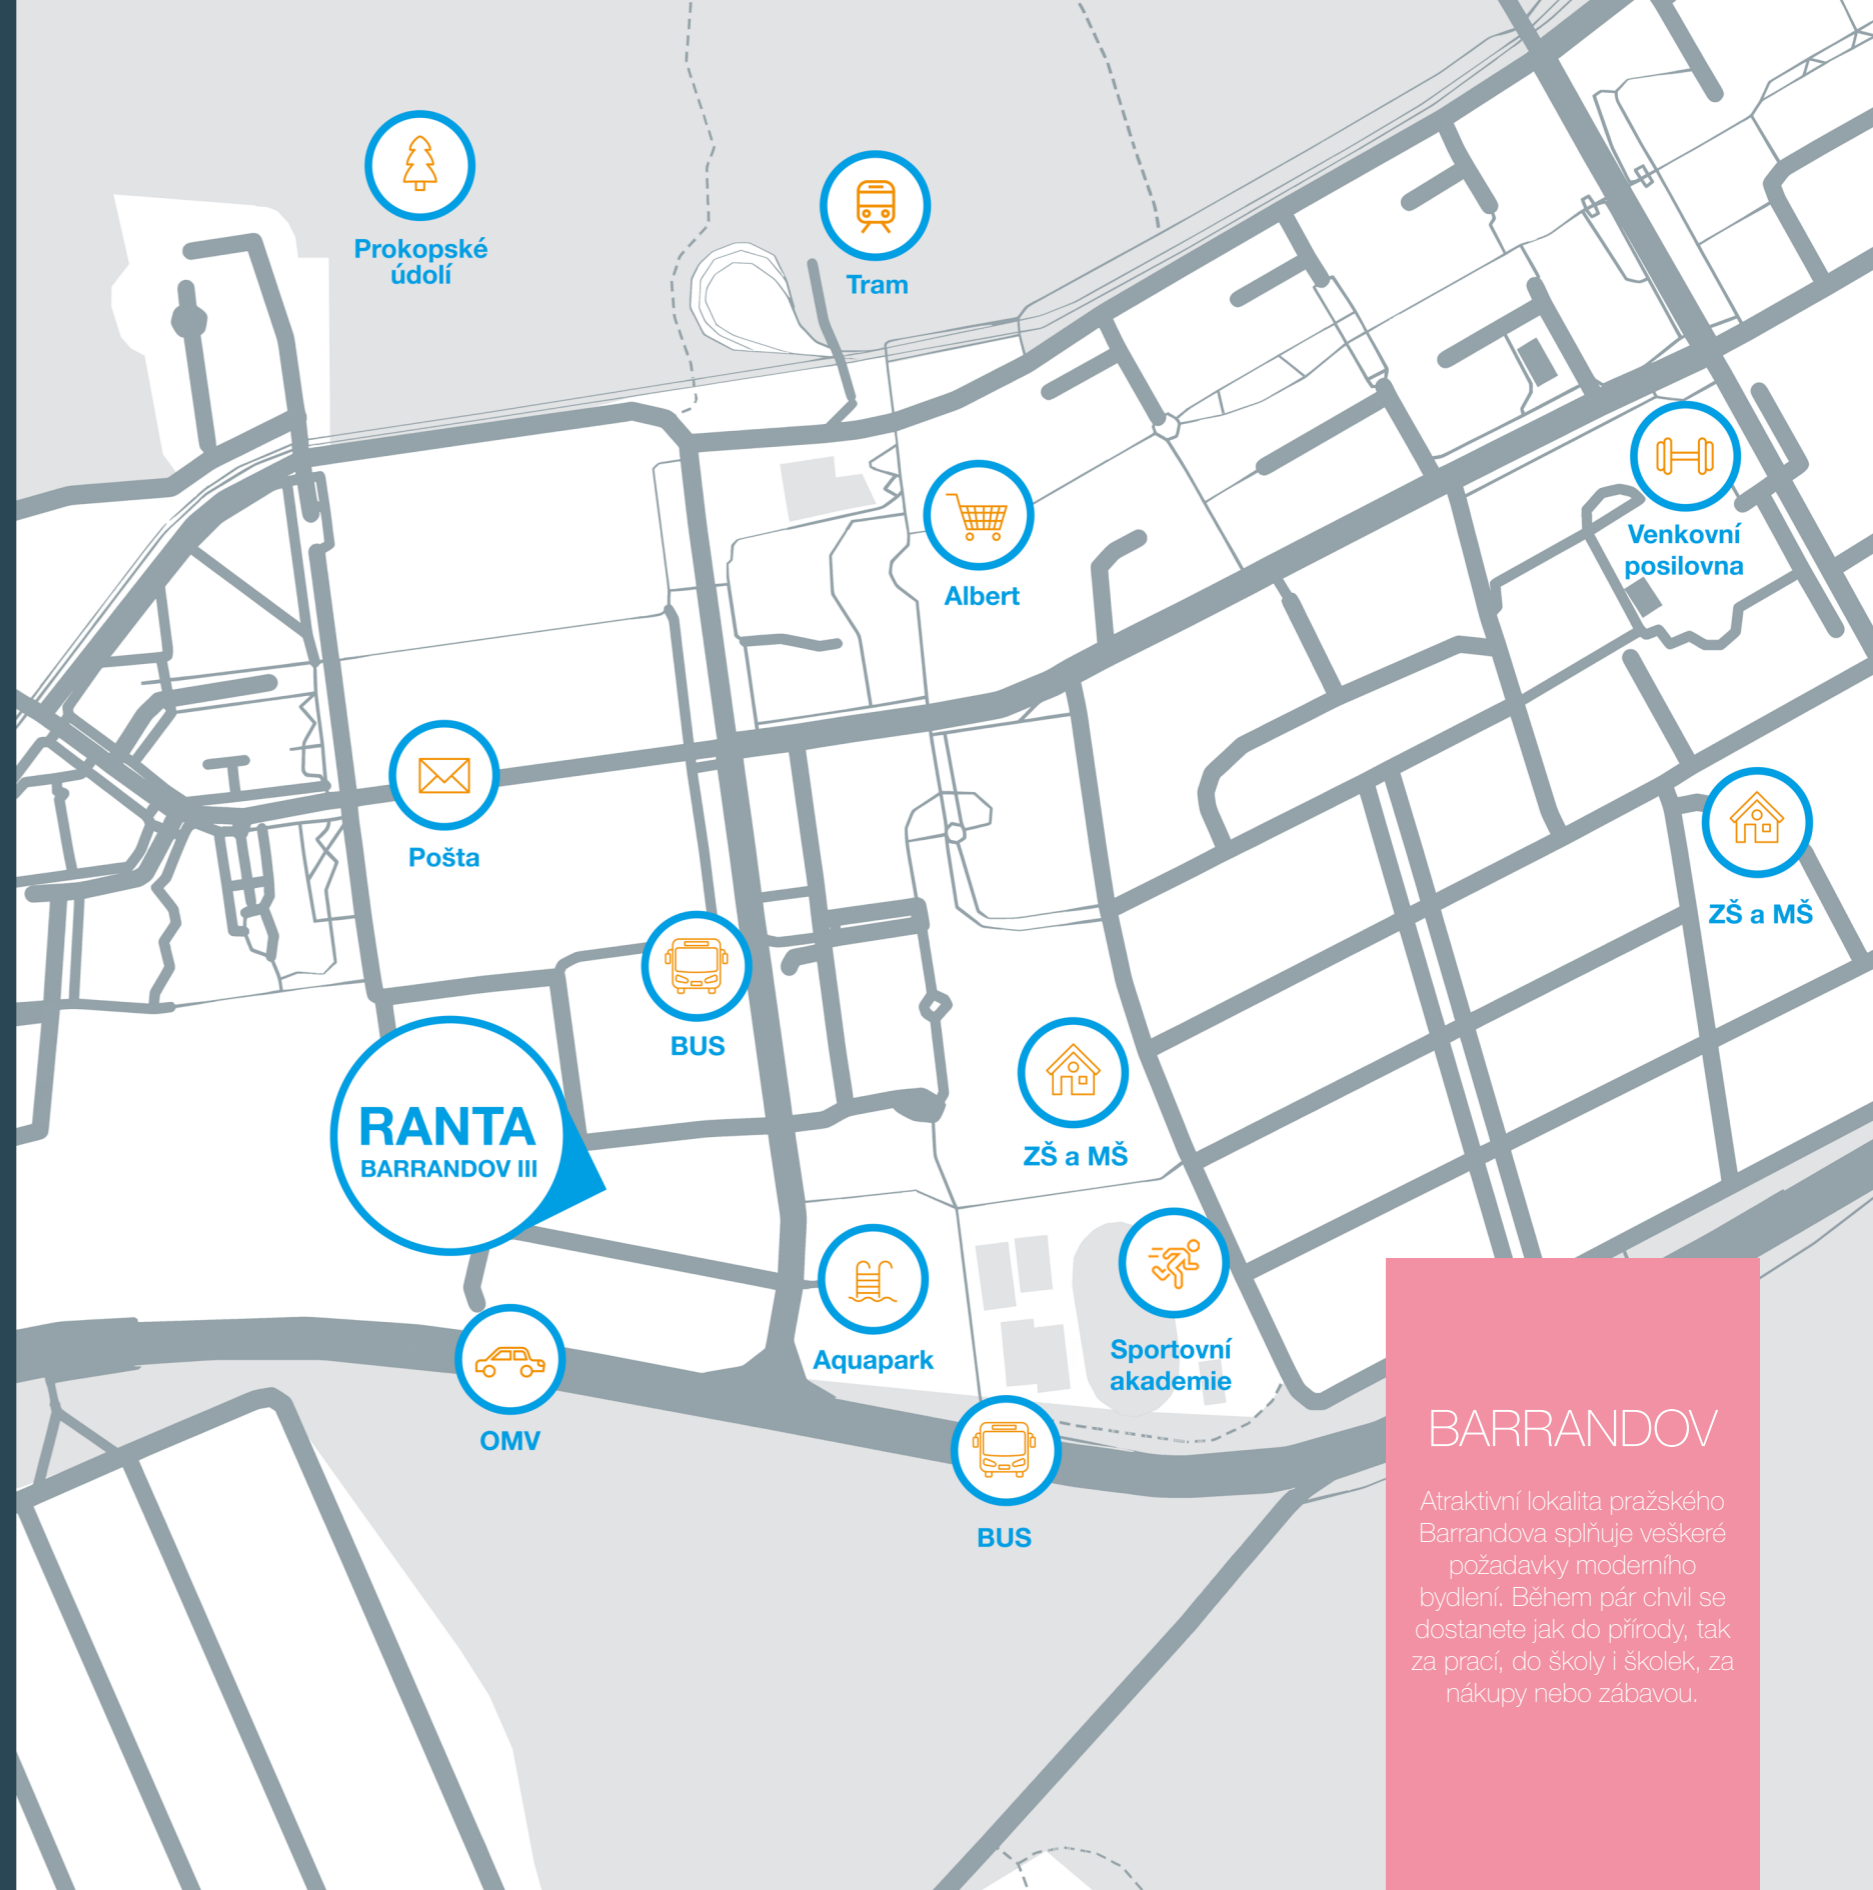 Prokopské
údolí
Tram
Albert
Venkovní
posilovna
Pošta
ZŠ a MŠ
BUS
RANTA
BARRANDOV III
ZŠ a MŠ
Aquapark
Sportovní
akademie
OMV
BUS
BARRANDOV
Atraktivní lokalita pražského
Barrandova splňuje veškeré
požadavky moderního
bydlení. Během pár chvil se
dostanete jak do přírody, tak
za prací, do školy i školek, za
nákupy nebo zábavou.